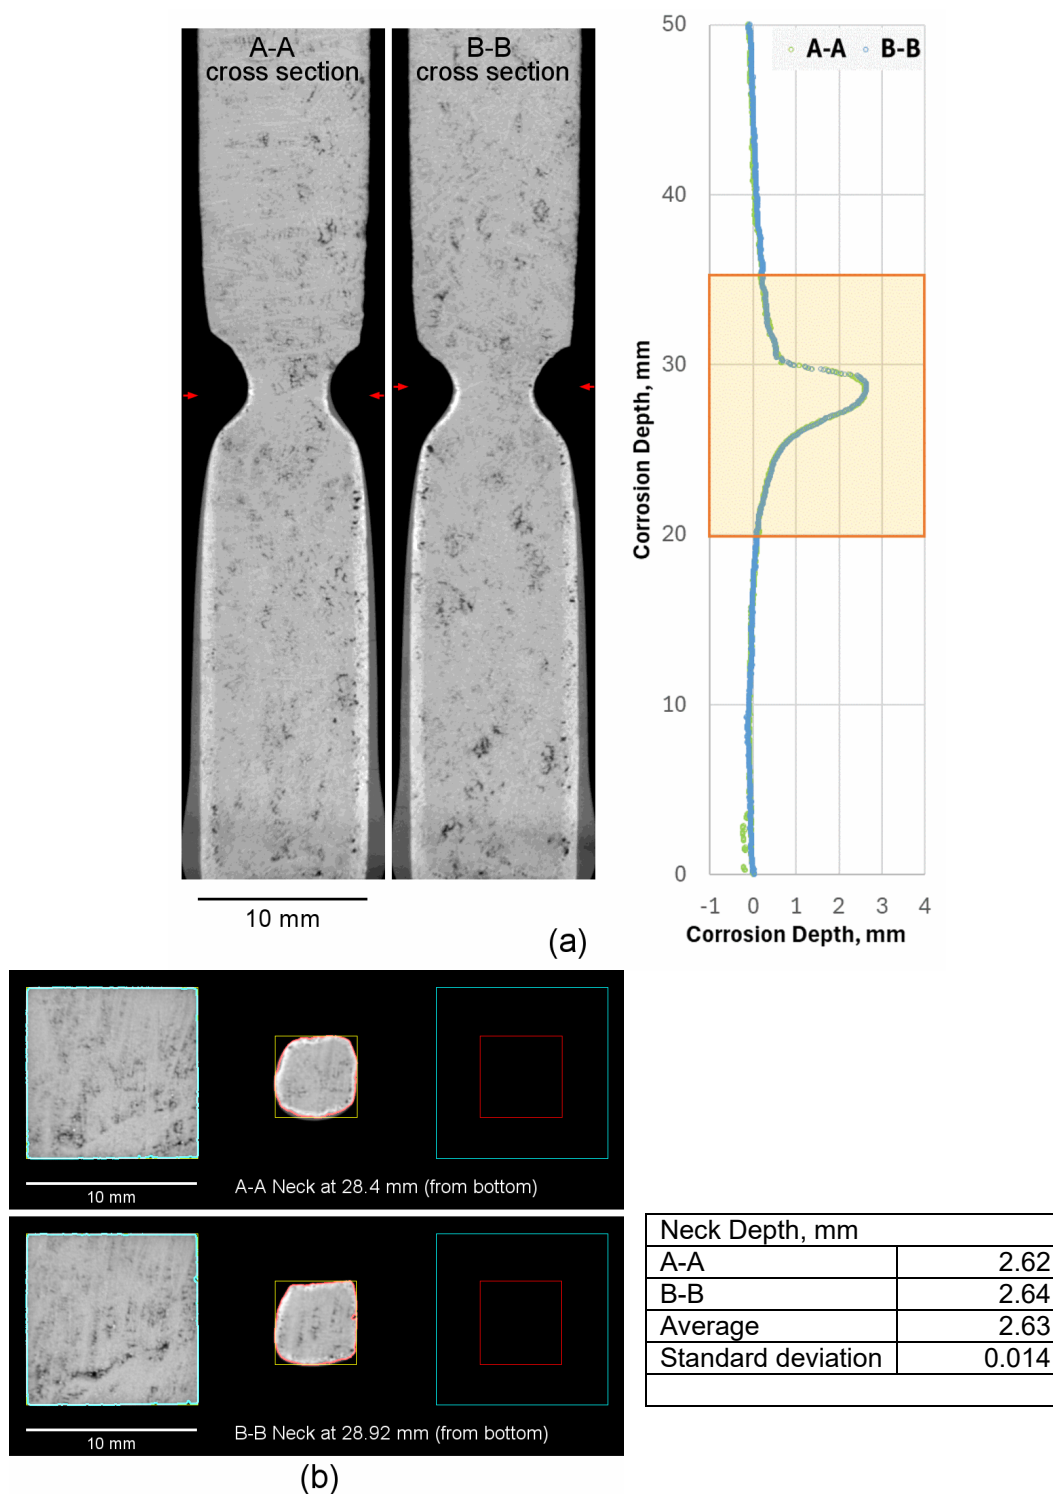 A-A
cross section
B-B
cross section
10 mm
A-A B-B
50
40
30
20
10
0
Corrosion Depth, mm
-1 0 1 2 3 4
Corrosion Depth, mm
(a)
10 mm
A-A Neck at 28.4 mm (from bottom)
10 mm
B-B Neck at 28.92 mm (from bottom)
(b)
Neck Depth, mm
A-A 2.62
B-B 2.64
Average 2.63
Standard deviation 0.014